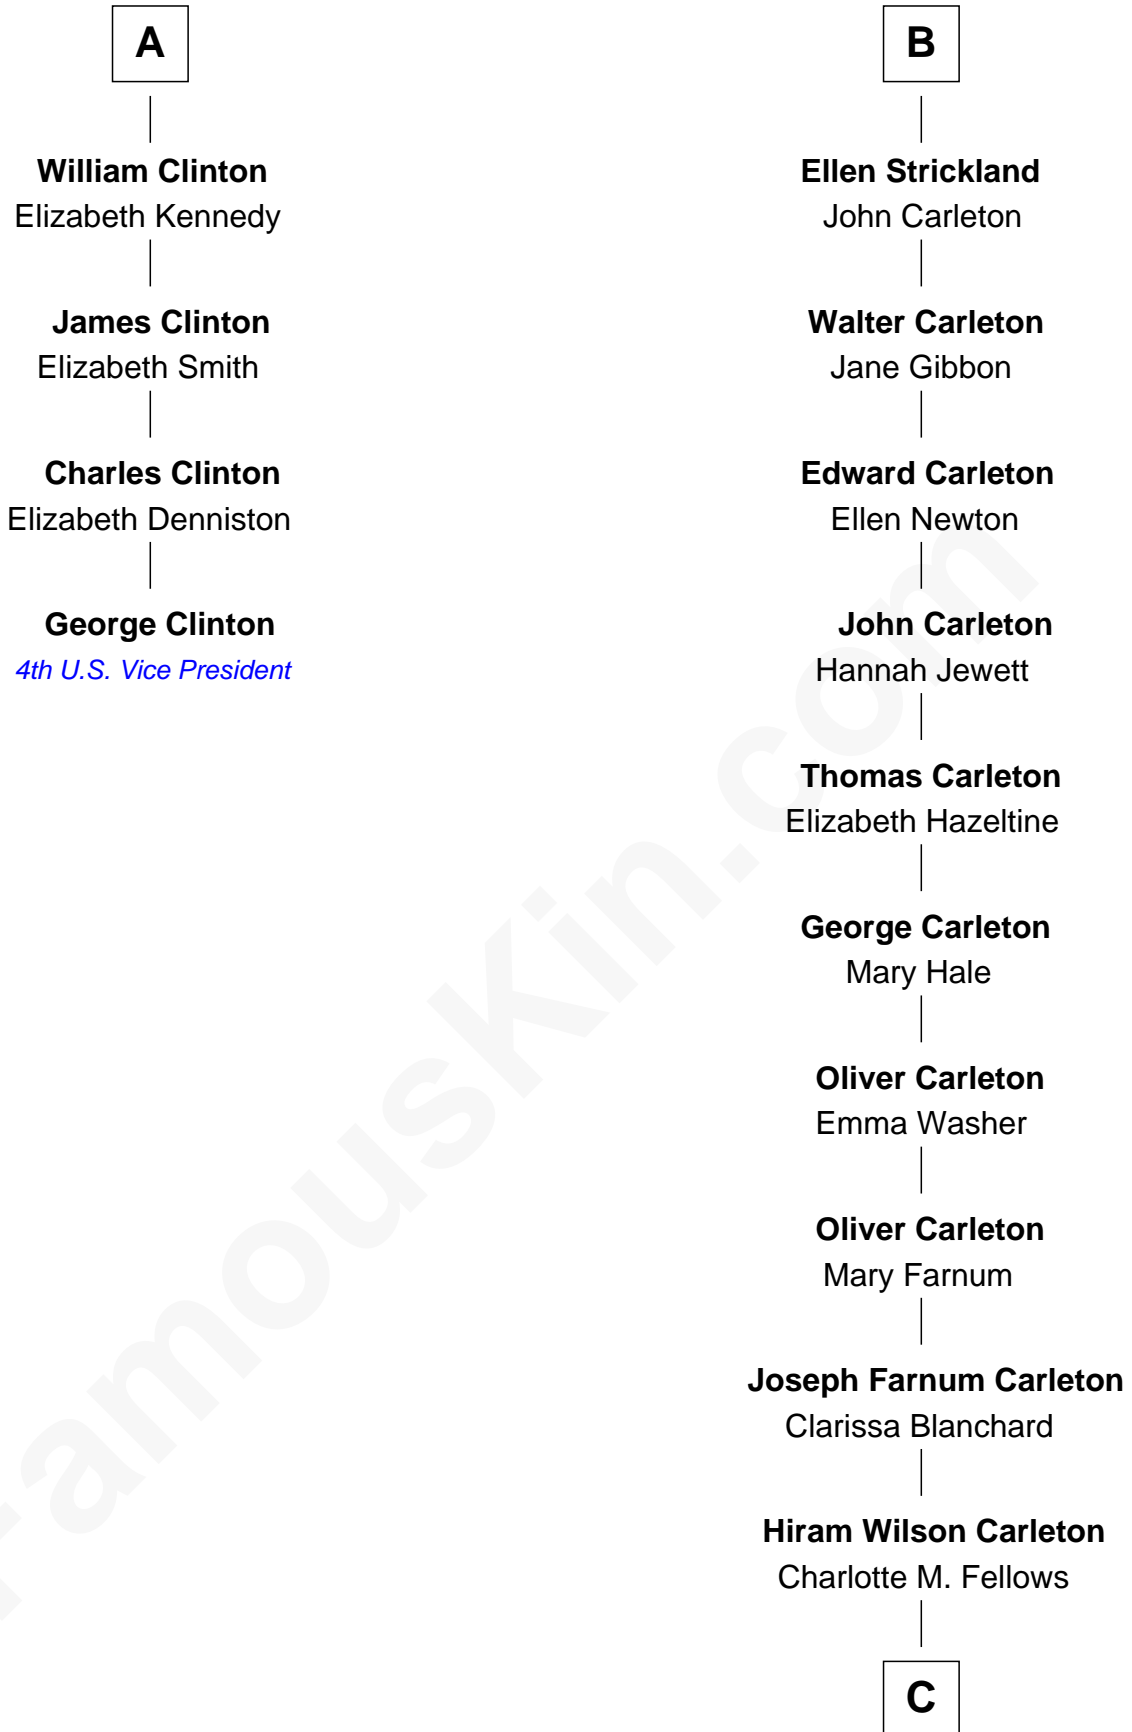 A
William Clinton
Elizabeth Kennedy
James Clinton
Elizabeth Smith
Charles Clinton
Elizabeth Denniston
George Clinton
4th U.S. Vice President
B
Ellen Strickland
John Carleton
Walter Carleton
Jane Gibbon
Edward Carleton
Ellen Newton
John Carleton
Hannah Jewett
Thomas Carleton
Elizabeth Hazeltine
George Carleton
Mary Hale
Oliver Carleton
Emma Washer
Oliver Carleton
Mary Farnum
Joseph Farnum Carleton
Clarissa Blanchard
Hiram Wilson Carleton
Charlotte M. Fellows
C
FamousKin.com